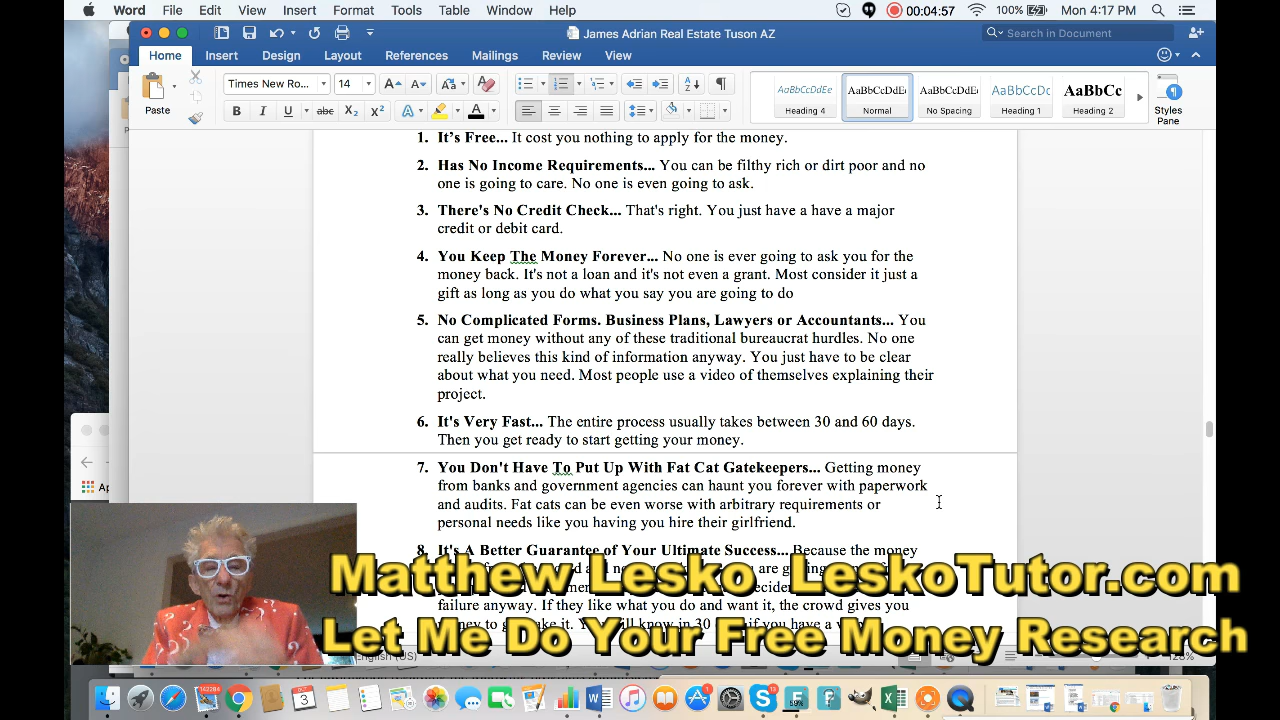 Word File Edit View Insert Format Tools Table Window Help 00:04:57 100% Mon 4:17 PM
James Adrian Real Estate Tuson AZ
Search in Document
Home Insert Design Layout References Mailings Review View
Paste
Times New Ro... 14
AaBbCcDdEe AaBbCcDdE AaBbCcDdE AaBbCcDc AaBbCc
Heading 4 Normal No Spacing Heading 1 Heading 2
Styles Pane
1. It's Free... It cost you nothing to apply for the money.
2. Has No Income Requirements... You can be filthy rich or dirt poor and no
one is going to care. No one is even going to ask.
3. There's No Credit Check... That's right. You just have a have a major
credit or debit card.
4. You Keep The Money Forever... No one is ever going to ask you for the
money back. It's not a loan and it's not even a grant. Most consider it just a
gift as long as you do what you say you are going to do
5. No Complicated Forms. Business Plans, Lawyers or Accountants... You
can get money without any of these traditional bureaucrat hurdles. No one
really believes this kind of information anyway. You just have to be clear
about what you need. Most people use a video of themselves explaining their
project.
6. It's Very Fast... The entire process usually takes between 30 and 60 days.
Then you get ready to start getting your money.
7. You Don't Have To Put Up With Fat Cat Gatekeepers... Getting money
from banks and government agencies can haunt you forever with paperwork
and audits. Fat cats can be even worse with arbitrary requirements or
personal needs like you having you hire their girlfriend.
8. It's A Better Guarantee of Your Ultimate Success... Because the money
Matthew Lesko LeskoTutor.com
failure anyway. If they like what you do and want it, the crowd gives you
Let Me Do Your Free Money Research
English (US)
128%